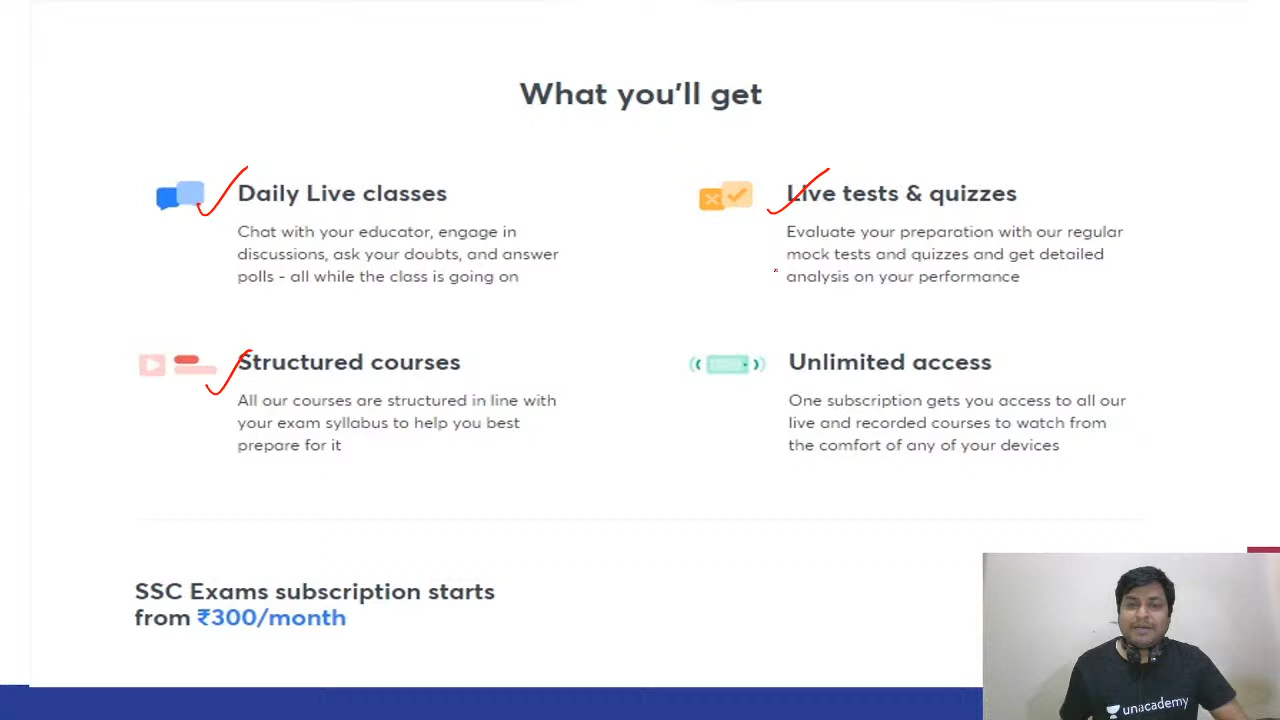 What you'll get
Daily Live classes
Chat with your educator, engage in
discussions, ask your doubts, and answer
polls - all while the class is going on
Live tests & quizzes
Evaluate your preparation with our regular
mock tests and quizzes and get detailed
analysis on your performance
Structured courses
All our courses are structured in line with
your exam syllabus to help you best
prepare for it
Unlimited access
One subscription gets you access to all our
live and recorded courses to watch from
the comfort of any of your devices
SSC Exams subscription starts
from ₹300/month
unacademy